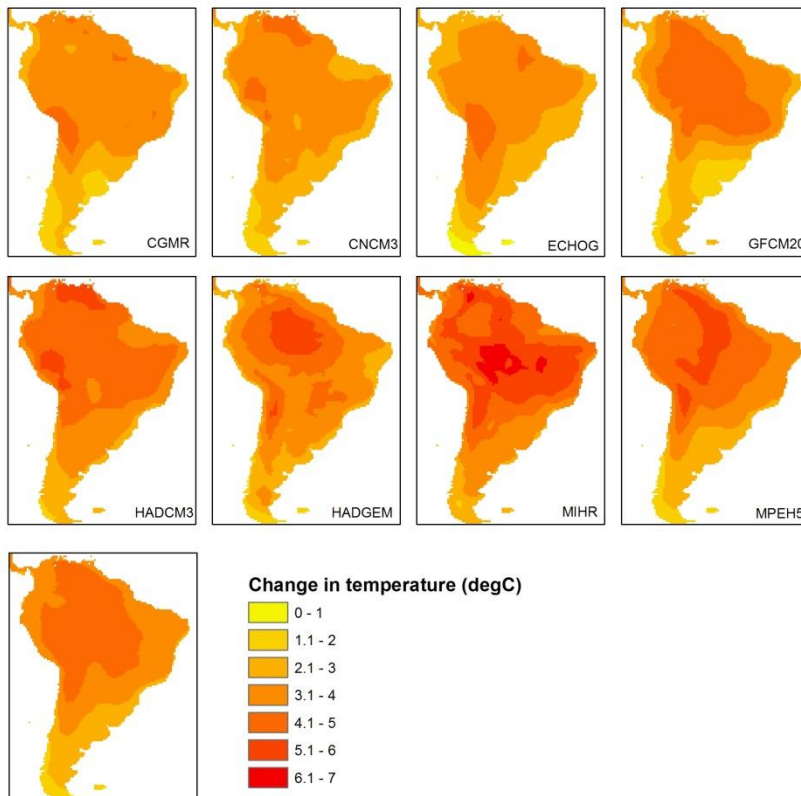 CGMR
CNCM3
ECHOG
GFCM20
HADCM3
HADGEM
MIHR
MPEH5
Change in temperature (degC)
0 - 1
1.1 - 2
2.1 - 3
3.1 - 4
4.1 - 5
5.1 - 6
6.1 - 7